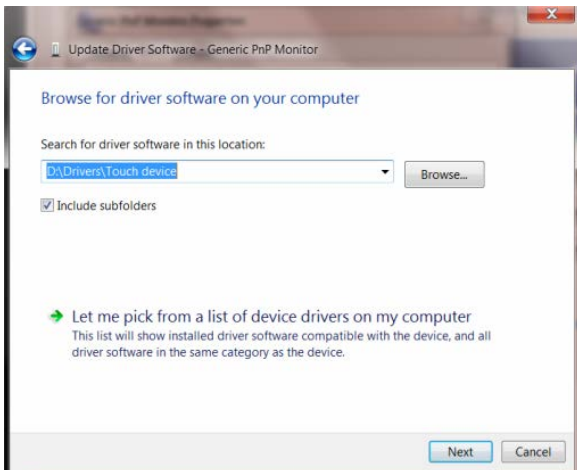 Update Driver Software - Generic PnP Monitor
Browse for driver software on your computer
Search for driver software in this location:
D:\Drivers\Touch device
Browse...
Include subfolders
Let me pick from a list of device drivers on my computer
This list will show installed driver software compatible with the device, and all
driver software in the same category as the device.
Next
Cancel